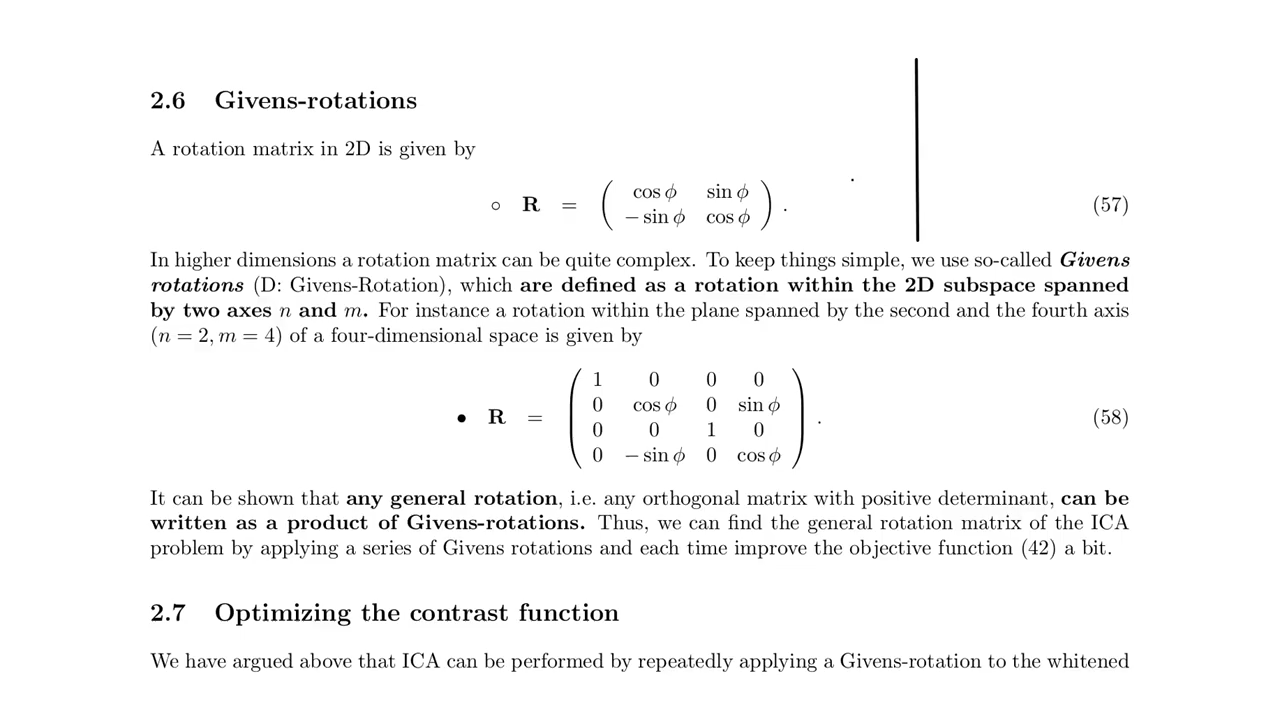 2.6 Givens-rotations
A rotation matrix in 2D is given by
◦ R = ( cos ϕ sin ϕ
− sin ϕ cos ϕ ) . (57)
In higher dimensions a rotation matrix can be quite complex. To keep things simple, we use so-called Givens
rotations (D: Givens-Rotation), which are defined as a rotation within the 2D subspace spanned
by two axes n and m. For instance a rotation within the plane spanned by the second and the fourth axis
(n = 2, m = 4) of a four-dimensional space is given by
• R = ( 1 0 0 0
0 cos ϕ 0 sin ϕ
0 0 1 0
0 − sin ϕ 0 cos ϕ ) . (58)
It can be shown that any general rotation, i.e. any orthogonal matrix with positive determinant, can be
written as a product of Givens-rotations. Thus, we can find the general rotation matrix of the ICA
problem by applying a series of Givens rotations and each time improve the objective function (42) a bit.
2.7 Optimizing the contrast function
We have argued above that ICA can be performed by repeatedly applying a Givens-rotation to the whitened